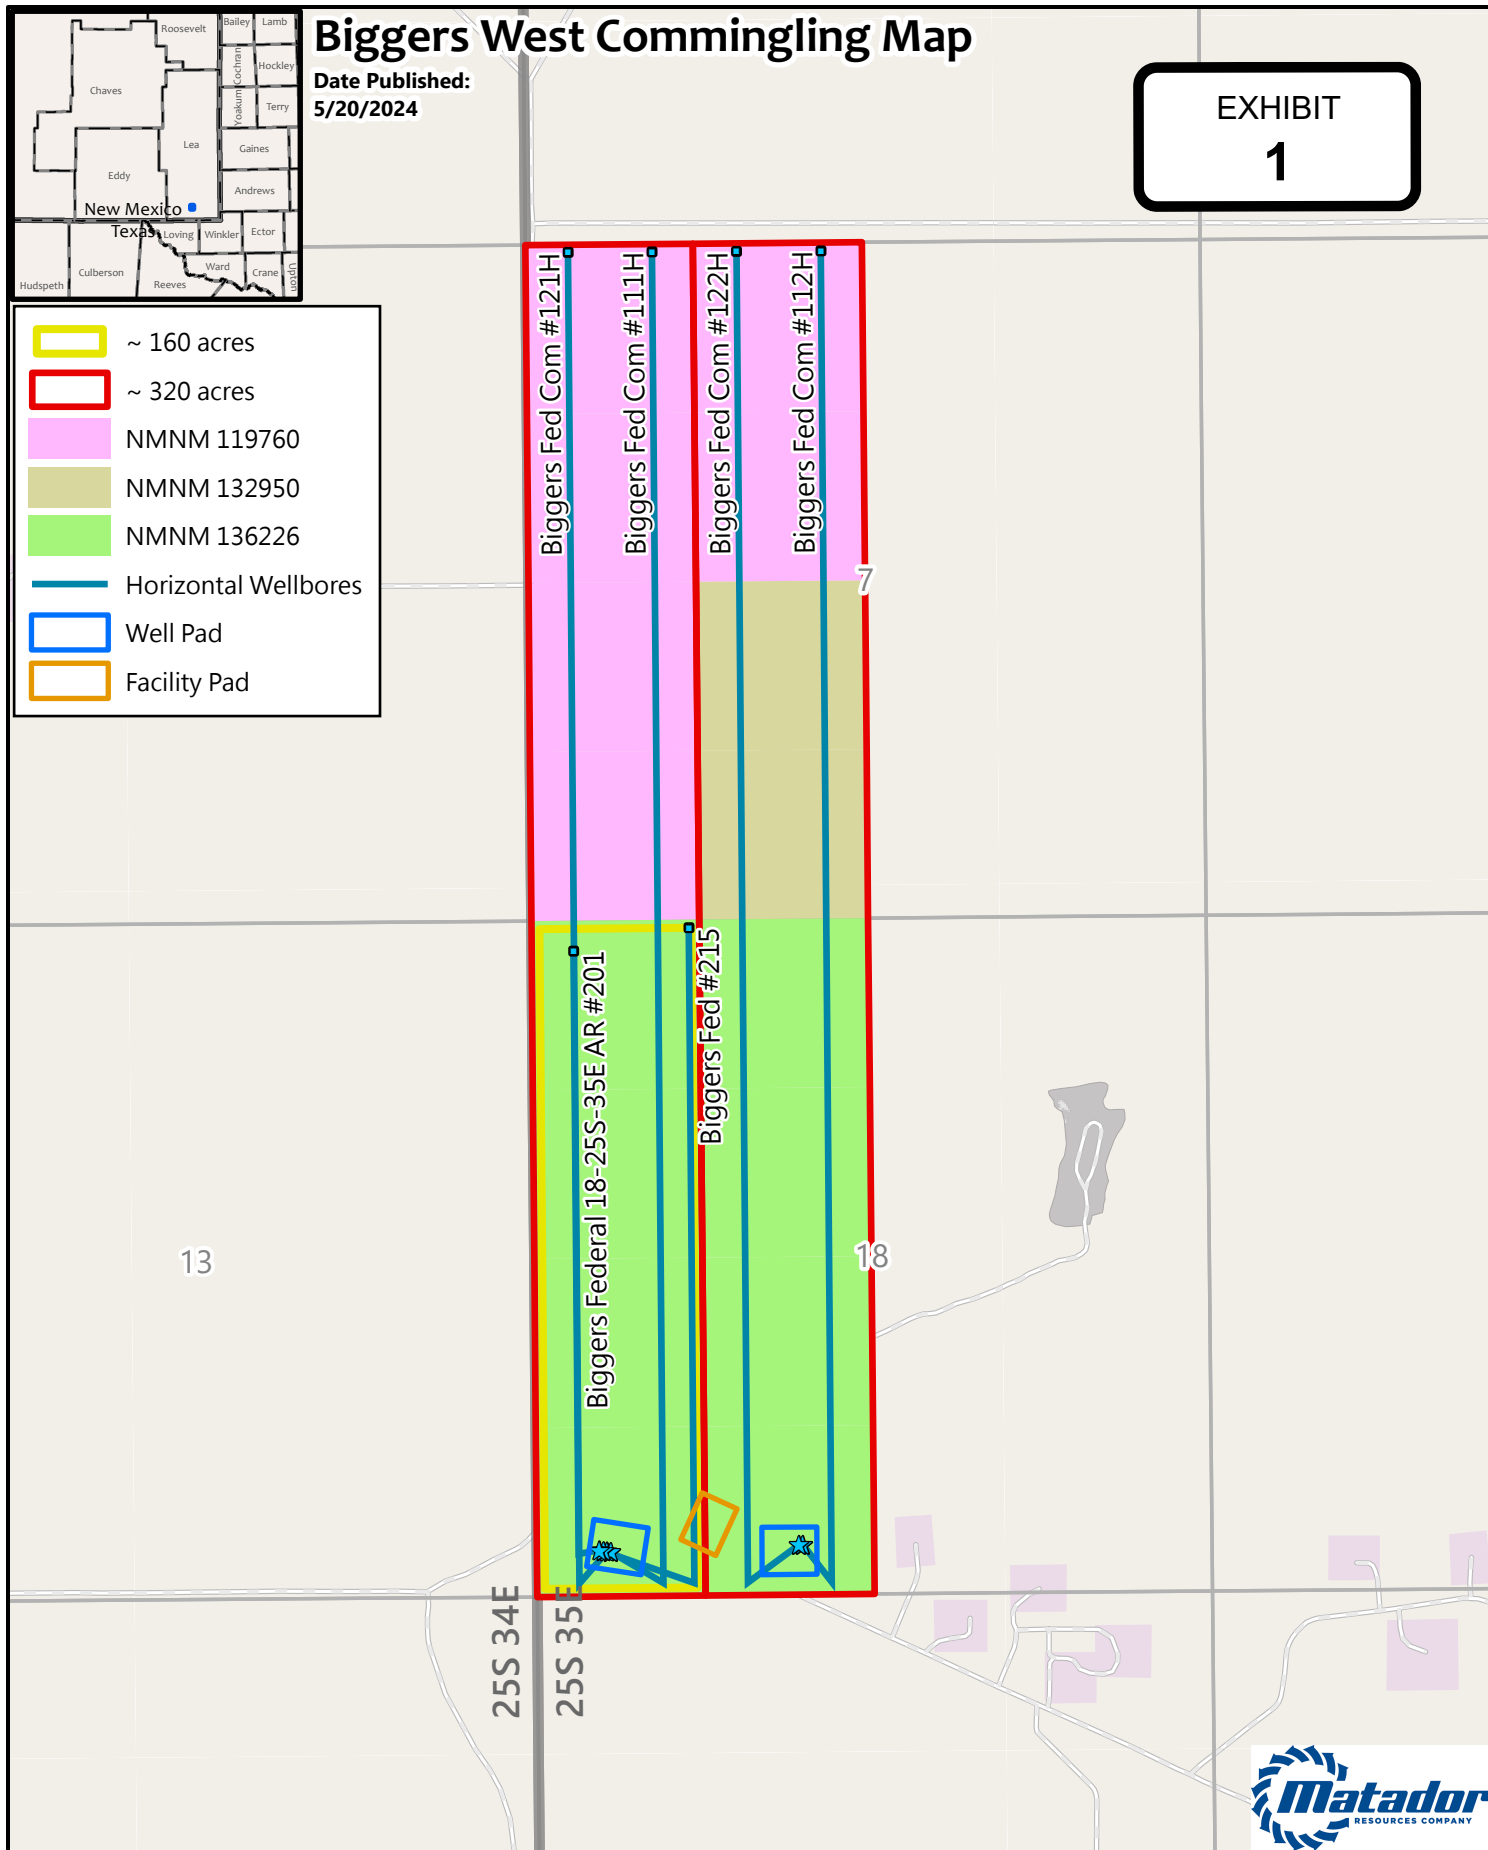 Biggers West Commingling Map
Date Published:
5/20/2024
EXHIBIT
1
Roosevelt
Bailey
Lamb
Cochran
Hockley
Chaves
Yoakum
Terry
Lea
Gaines
Eddy
Andrews
New Mexico
Texas
Loving
Winkler
Ector
Culberson
Ward
Crane
Upton
Hudspeth
Reeves
~ 160 acres
~ 320 acres
NMNM 119760
NMNM 132950
NMNM 136226
Horizontal Wellbores
Well Pad
Facility Pad
Biggers Fed Com #121H
Biggers Fed Com #111H
Biggers Fed Com #122H
Biggers Fed Com #112H
7
Biggers Federal 18-25S-35E AR #201
Biggers Fed #215
13
18
25S 34E
25S 35E
Matador
RESOURCES COMPANY